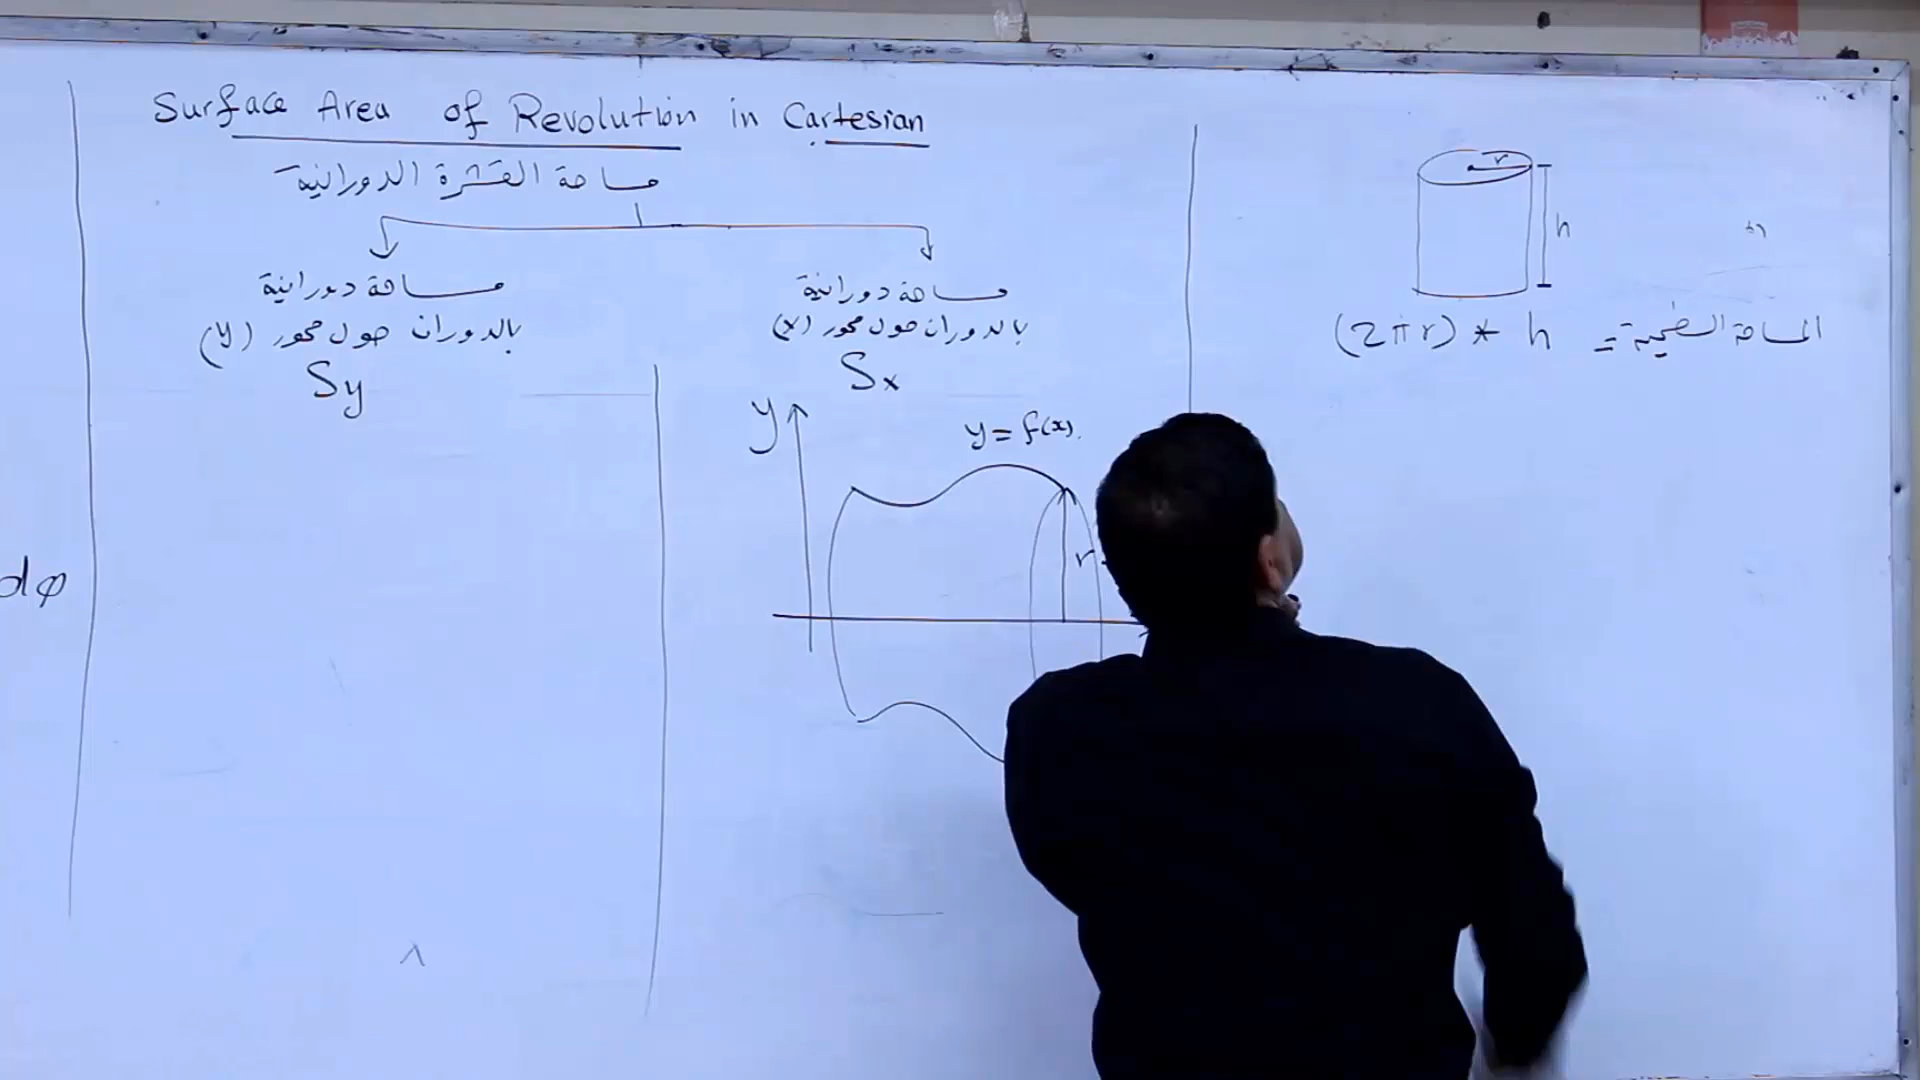 Surface Area of Revolution in Cartesian
مساحة القشرة الدورانية
مساحة دورانية
بالدوران حول محور (x)
Sx
مساحة دورانية
بالدوران حول محور (y)
Sy
y
y = f(x).
r
r
h
المساحة السطحية = (2πr) * h
dφ